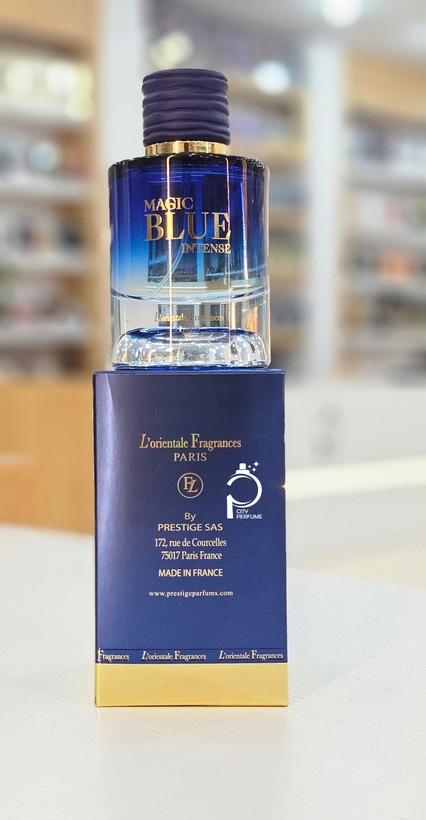 MAGIC
BLUE
INTENSE
L'orientale Fragrances
PARIS
FL
CITY
PERFUME
By
PRESTIGE SAS
172, rue de Courcelles
75017 Paris France
MADE IN FRANCE
www.prestigeparfums.com
Fragrances L'orientale Fragrances L'orientale Fragrances